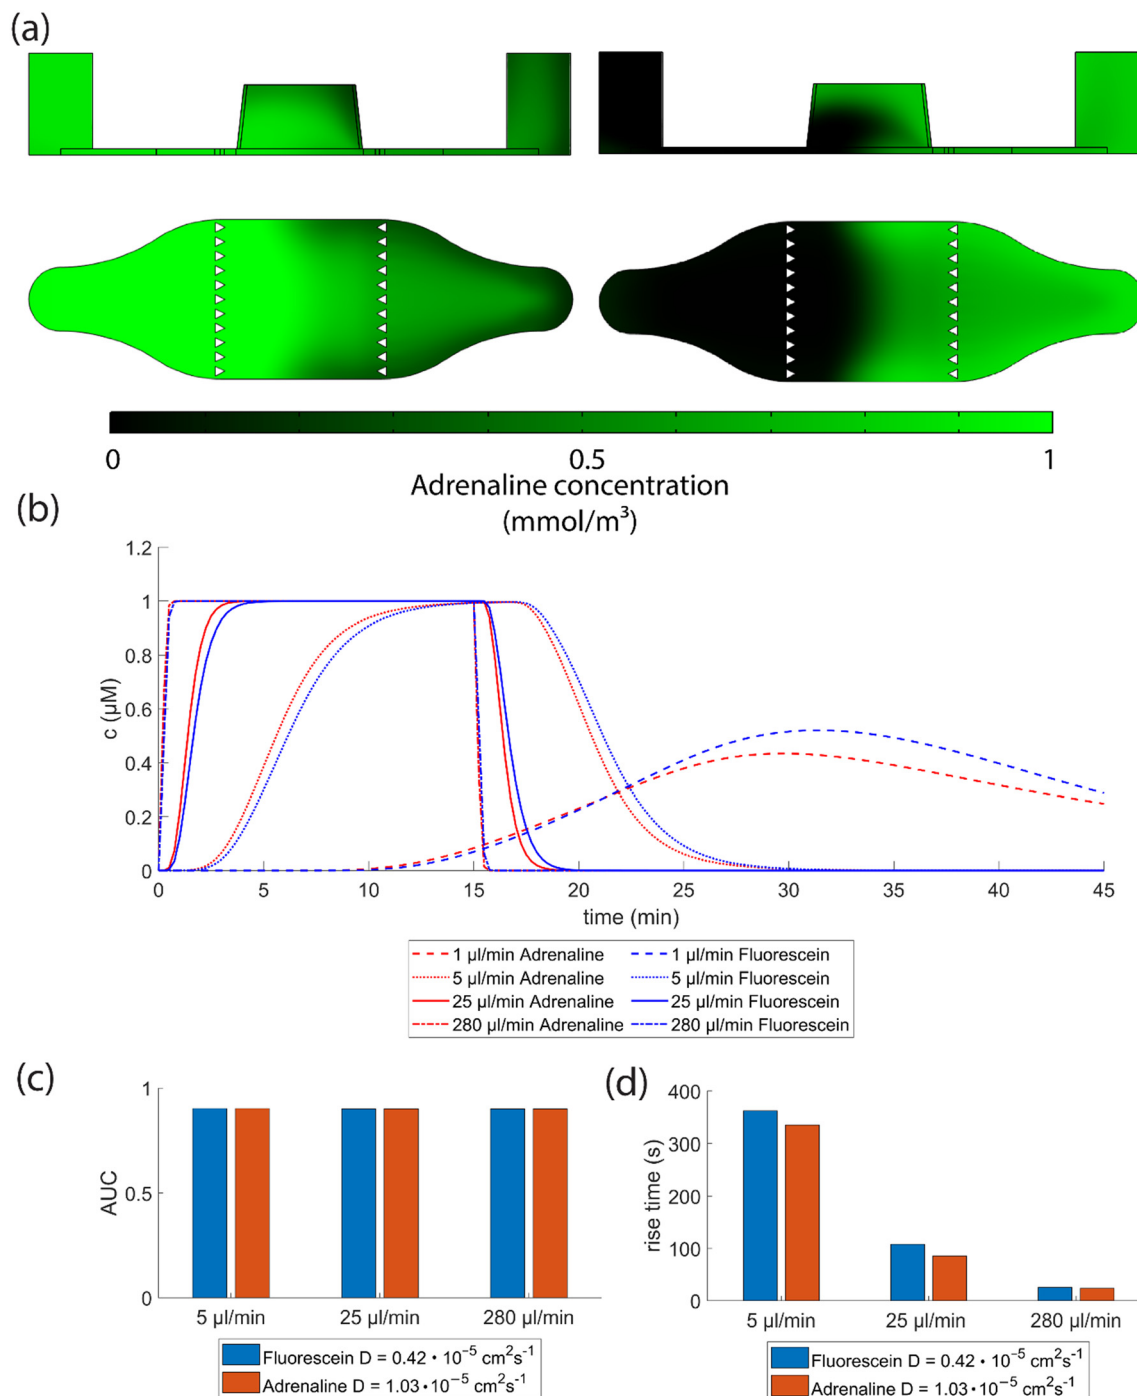 (a)
0 0.5 1
Adrenaline concentration
(mmol/m³)
(b)
1.2
1
0.8
0.6
0.4
0.2
0
c (µM)
0 5 10 15 20 25 30 35 40 45
time (min)
1 µl/min Adrenaline 1 µl/min Fluorescein
5 µl/min Adrenaline 5 µl/min Fluorescein
25 µl/min Adrenaline 25 µl/min Fluorescein
280 µl/min Adrenaline 280 µl/min Fluorescein
(c)
1
0.5
0
AUC
5 µl/min 25 µl/min 280 µl/min
Fluorescein D = 0.42 • 10⁻⁵ cm²s⁻¹
Adrenaline D = 1.03 • 10⁻⁵ cm²s⁻¹
(d)
400
300
200
100
0
rise time (s)
5 µl/min 25 µl/min 280 µl/min
Fluorescein D = 0.42 • 10⁻⁵ cm²s⁻¹
Adrenaline D = 1.03 • 10⁻⁵ cm²s⁻¹